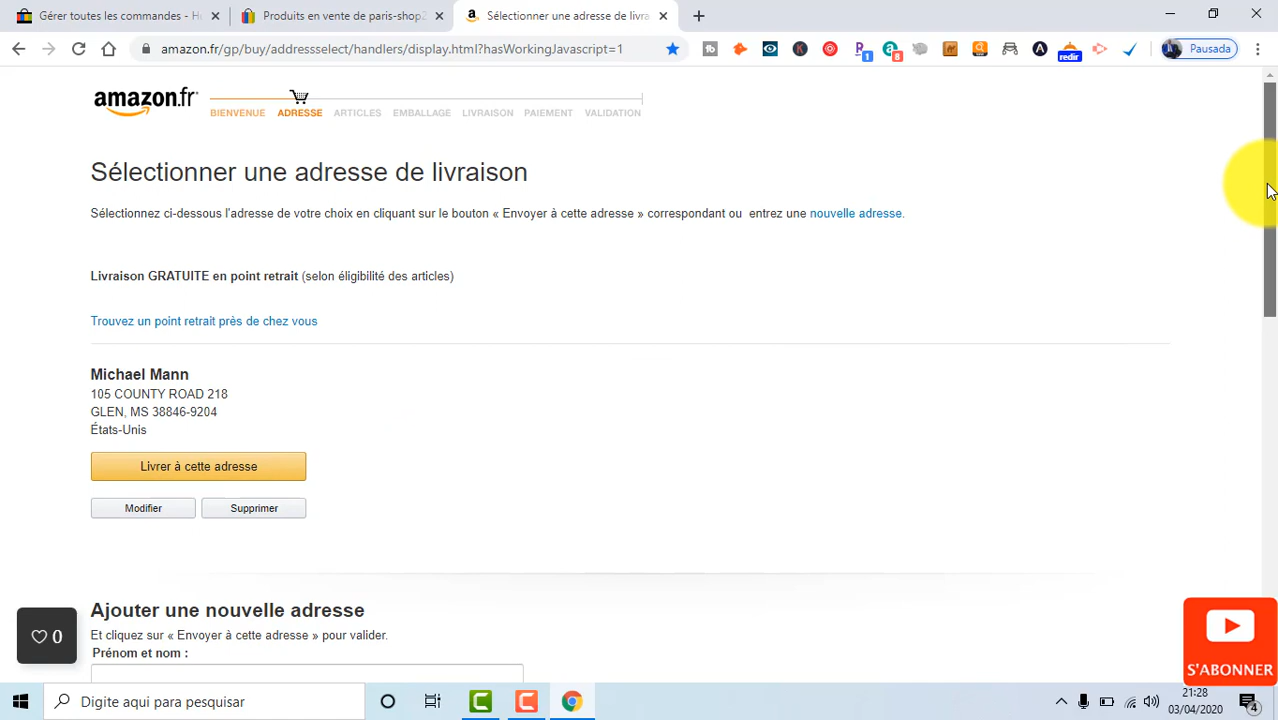 Gérer toutes les commandes - H
Produits en vente de paris-shop2
Sélectionner une adresse de livra
amazon.fr/gp/buy/addressselect/handlers/display.html?hasWorkingJavascript=1
1
8
redir
Pausada
amazon.fr
BIENVENUE ADRESSE ARTICLES EMBALLAGE LIVRAISON PAIEMENT VALIDATION
Sélectionner une adresse de livraison
Sélectionnez ci-dessous l'adresse de votre choix en cliquant sur le bouton « Envoyer à cette adresse » correspondant ou entrez une nouvelle adresse.
Livraison GRATUITE en point retrait (selon éligibilité des articles)
Trouvez un point retrait près de chez vous
Michael Mann
105 COUNTY ROAD 218
GLEN, MS 38846-9204
États-Unis
Livrer à cette adresse
Modifier Supprimer
Ajouter une nouvelle adresse
Et cliquez sur « Envoyer à cette adresse » pour valider.
Prénom et nom :
0
S'ABONNER
Digite aqui para pesquisar
21:28
03/04/2020
4